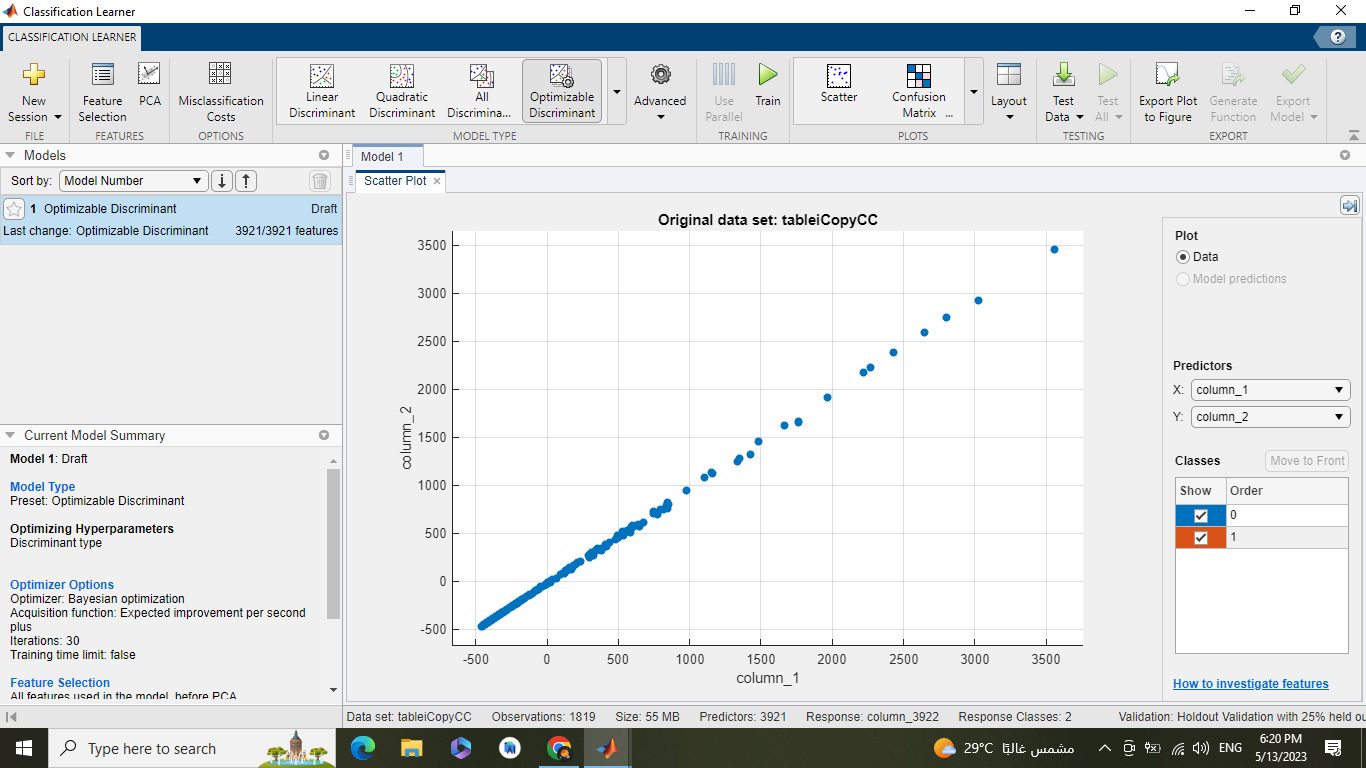 Classification Learner
CLASSIFICATION LEARNER
New Session
Feature Selection
PCA
Misclassification Costs
Linear Discriminant
Quadratic Discriminant
All Discrimina...
Optimizable Discriminant
Advanced
Use Parallel
Train
Scatter
Confusion Matrix ...
Layout
Test Data
Test All
Export Plot to Figure
Generate Function
Export Model
FILE
FEATURES
OPTIONS
MODEL TYPE
TRAINING
PLOTS
TESTING
EXPORT
Models
Sort by: Model Number
1 Optimizable Discriminant Draft
Last change: Optimizable Discriminant 3921/3921 features
Current Model Summary
Model 1: Draft
Model Type
Preset: Optimizable Discriminant
Optimizing Hyperparameters
Discriminant type
Optimizer Options
Optimizer: Bayesian optimization
Acquisition function: Expected improvement per second
plus
Iterations: 30
Training time limit: false
Feature Selection
All features used in the model, before PCA
Model 1
Scatter Plot
Original data set: tableiCopyCC
3500
3000
2500
2000
1500
1000
500
0
-500
column_2
-500 0 500 1000 1500 2000 2500 3000 3500
column_1
Plot
Data
Model predictions
Predictors
X: column_1
Y: column_2
Classes Move to Front
Show Order
0
1
How to investigate features
Data set: tableiCopyCC Observations: 1819 Size: 55 MB Predictors: 3921 Response: column_3922 Response Classes: 2 Validation: Holdout Validation with 25% held ou
Type here to search
29°C مشمس غالبًا
ENG
6:20 PM
5/13/2023